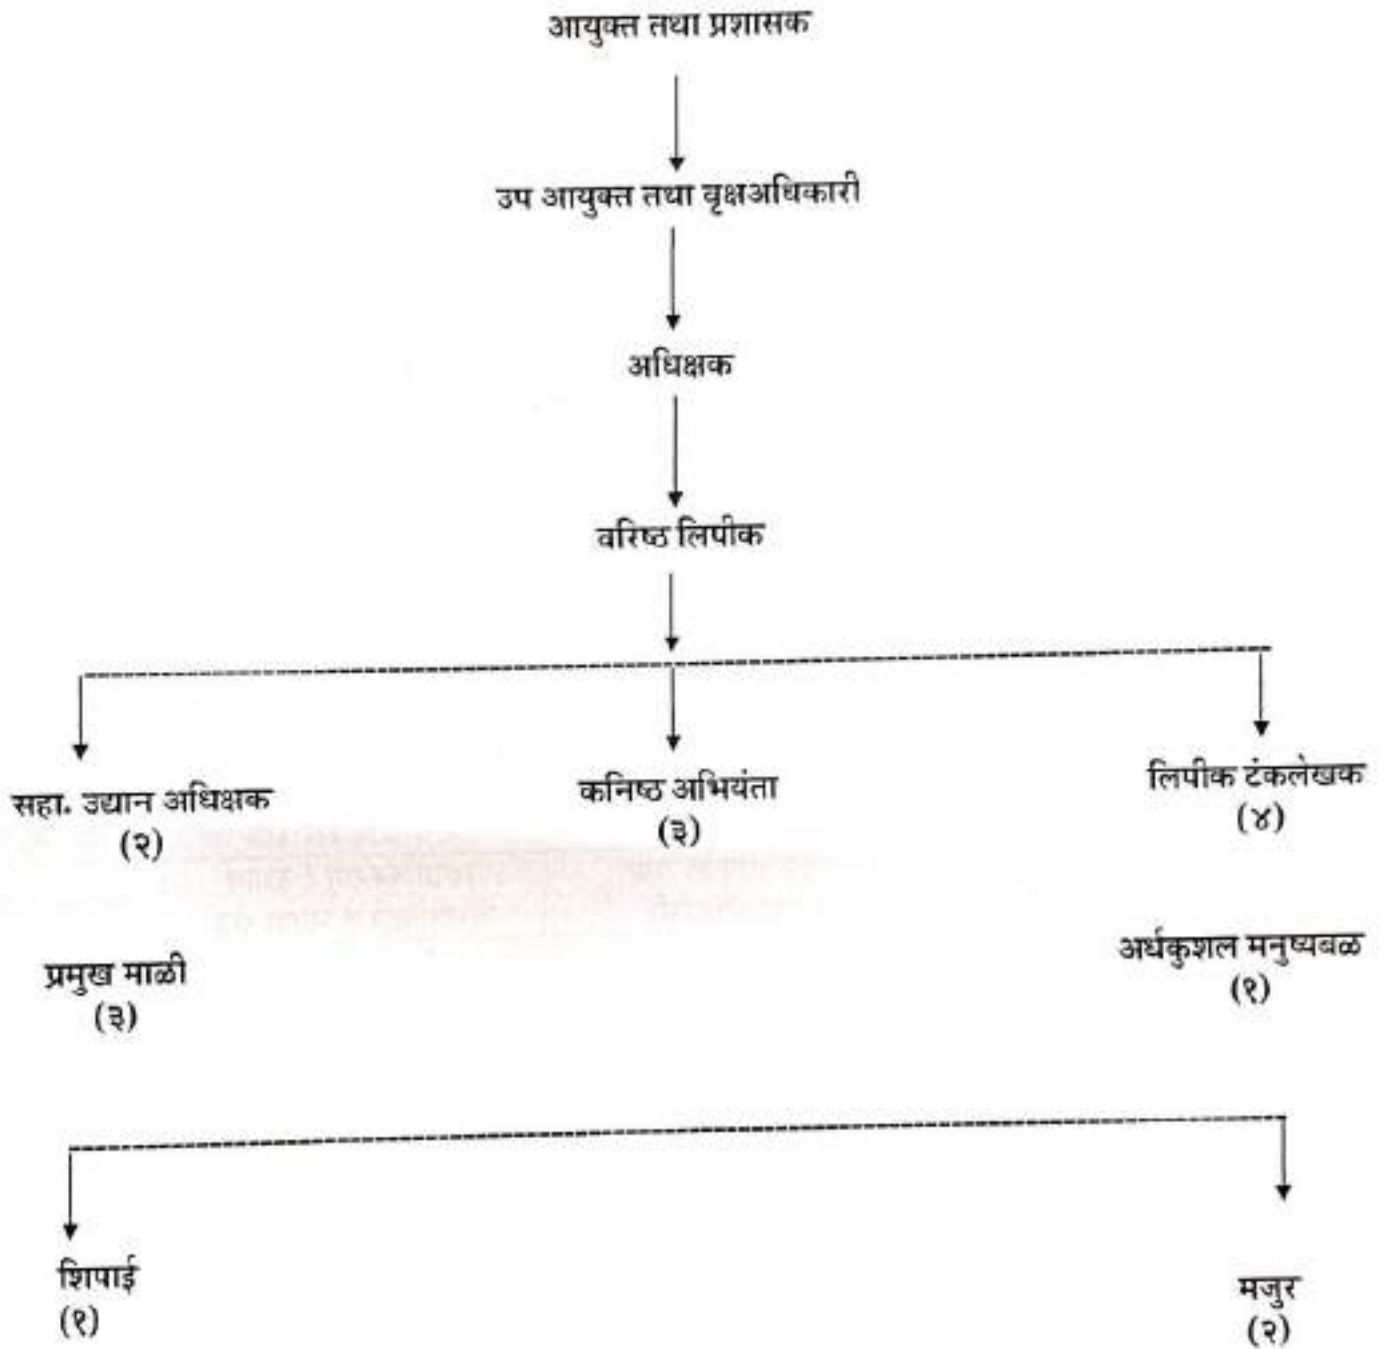 आयुक्त तथा प्रशासक
उप आयुक्त तथा वृक्षअधिकारी
अधिक्षक
वरिष्ठ लिपीक
सहा. उद्यान अधिक्षक
(२)
कनिष्ठ अभियंता
(३)
लिपीक टंकलेखक
(४)
प्रमुख माळी
(३)
अर्धकुशल मनुष्यबळ
(१)
शिपाई
(१)
मजुर
(२)